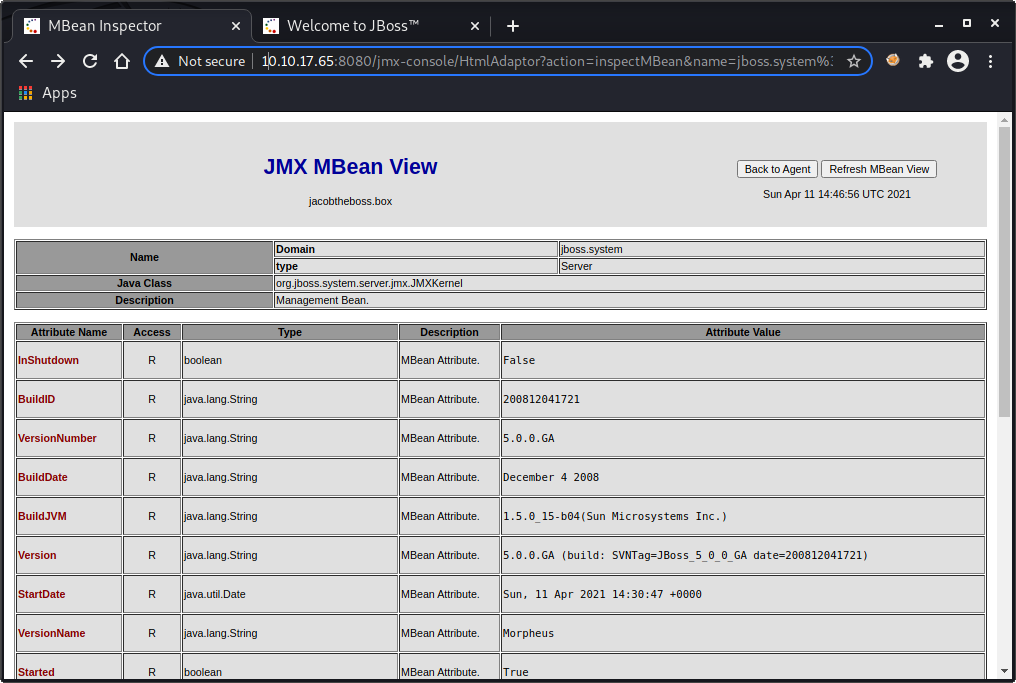 MBean Inspector
Welcome to JBoss™
Not secure 10.10.17.65:8080/jmx-console/HtmlAdaptor?action=inspectMBean&name=jboss.system%3
Apps
JMX MBean View
jacobtheboss.box
Back to Agent Refresh MBean View
Sun Apr 11 14:46:56 UTC 2021
Name Domain jboss.system
type Server
Java Class org.jboss.system.server.jmx.JMXKernel
Description Management Bean.
Attribute Name Access Type Description Attribute Value
InShutdown R boolean MBean Attribute. False
BuildID R java.lang.String MBean Attribute. 200812041721
VersionNumber R java.lang.String MBean Attribute. 5.0.0.GA
BuildDate R java.lang.String MBean Attribute. December 4 2008
BuildJVM R java.lang.String MBean Attribute. 1.5.0_15-b04(Sun Microsystems Inc.)
Version R java.lang.String MBean Attribute. 5.0.0.GA (build: SVNTag=JBoss_5_0_0_GA date=200812041721)
StartDate R java.util.Date MBean Attribute. Sun, 11 Apr 2021 14:30:47 +0000
VersionName R java.lang.String MBean Attribute. Morpheus
Started R boolean MBean Attribute. True